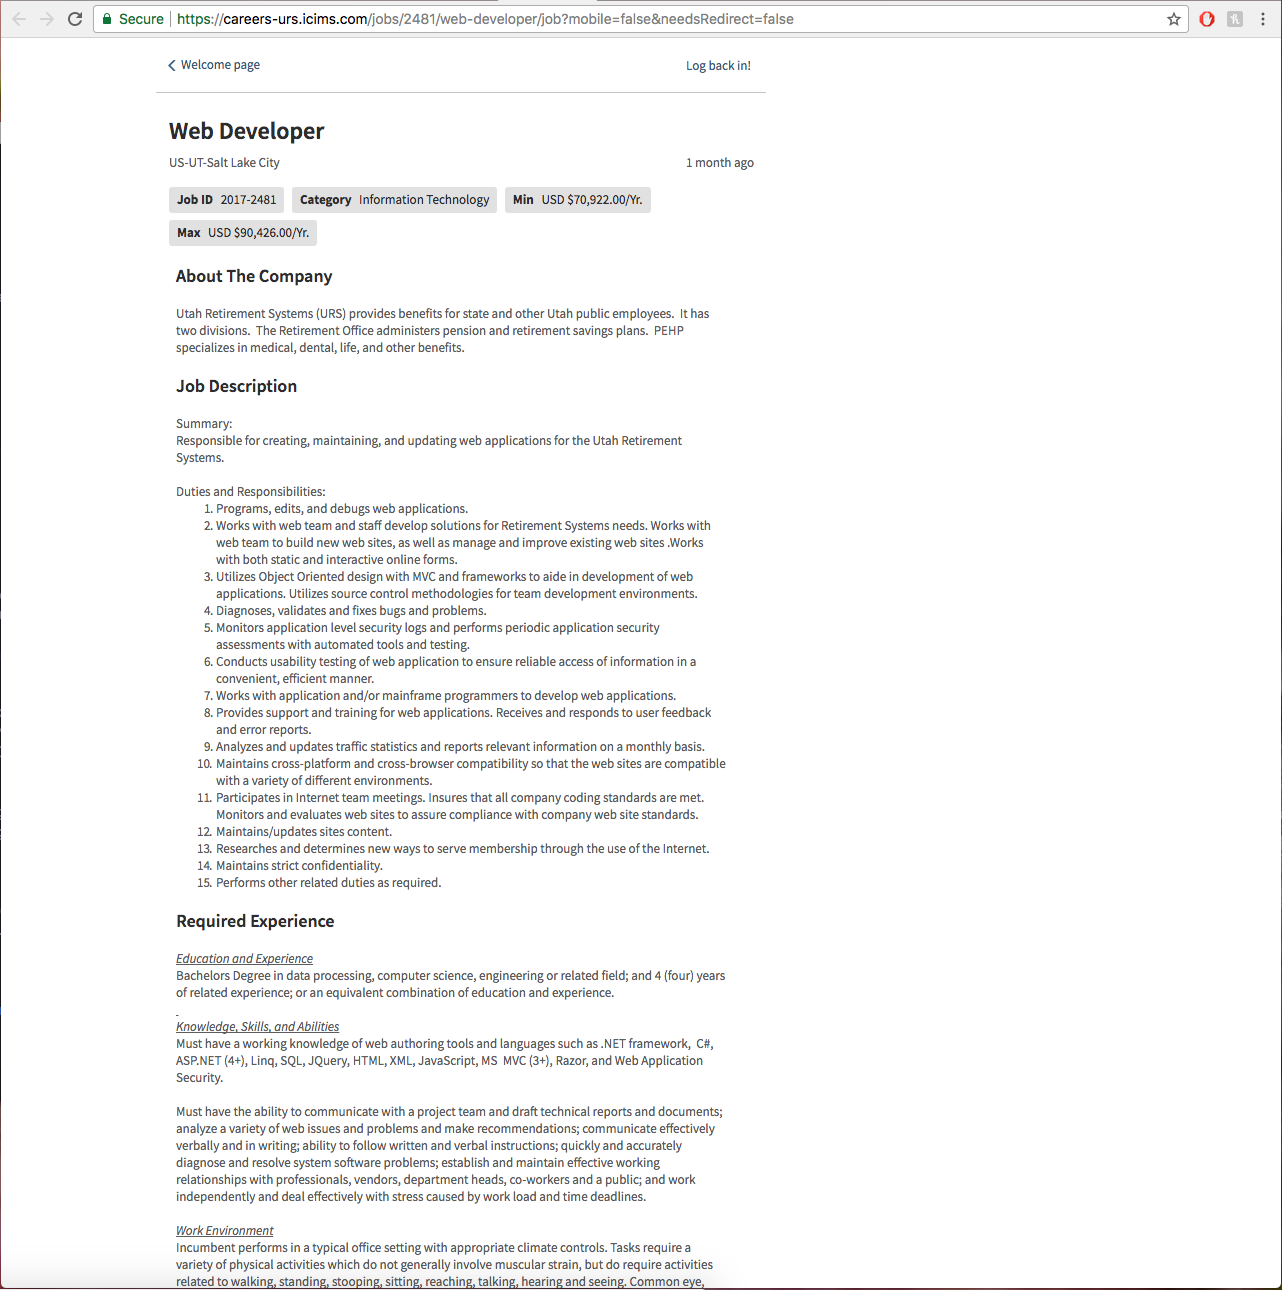 Secure | https://careers-urs.icims.com/jobs/2481/web-developer/job?mobile=false&needsRedirect=false
Welcome page
Log back in!
Web Developer
US-UT-Salt Lake City
1 month ago
Job ID 2017-2481 Category Information Technology Min USD $70,922.00/Yr.
Max USD $90,426.00/Yr.
About The Company
Utah Retirement Systems (URS) provides benefits for state and other Utah public employees.  It has
two divisions.  The Retirement Office administers pension and retirement savings plans.  PEHP
specializes in medical, dental, life, and other benefits.
Job Description
Summary:
Responsible for creating, maintaining, and updating web applications for the Utah Retirement
Systems.
Duties and Responsibilities:
1. Programs, edits, and debugs web applications.
2. Works with web team and staff develop solutions for Retirement Systems needs. Works with
web team to build new web sites, as well as manage and improve existing web sites .Works
with both static and interactive online forms.
3. Utilizes Object Oriented design with MVC and frameworks to aide in development of web
applications. Utilizes source control methodologies for team development environments.
4. Diagnoses, validates and fixes bugs and problems.
5. Monitors application level security logs and performs periodic application security
assessments with automated tools and testing.
6. Conducts usability testing of web application to ensure reliable access of information in a
convenient, efficient manner.
7. Works with application and/or mainframe programmers to develop web applications.
8. Provides support and training for web applications. Receives and responds to user feedback
and error reports.
9. Analyzes and updates traffic statistics and reports relevant information on a monthly basis.
10. Maintains cross-platform and cross-browser compatibility so that the web sites are compatible
with a variety of different environments.
11. Participates in Internet team meetings. Insures that all company coding standards are met.
Monitors and evaluates web sites to assure compliance with company web site standards.
12. Maintains/updates sites content.
13. Researches and determines new ways to serve membership through the use of the Internet.
14. Maintains strict confidentiality.
15. Performs other related duties as required.
Required Experience
Education and Experience
Bachelors Degree in data processing, computer science, engineering or related field; and 4 (four) years
of related experience; or an equivalent combination of education and experience.
Knowledge, Skills, and Abilities
Must have a working knowledge of web authoring tools and languages such as .NET framework,  C#,
ASP.NET (4+), Linq, SQL, JQuery, HTML, XML, JavaScript, MS  MVC (3+), Razor, and Web Application
Security.
Must have the ability to communicate with a project team and draft technical reports and documents;
analyze a variety of web issues and problems and make recommendations; communicate effectively
verbally and in writing; ability to follow written and verbal instructions; quickly and accurately
diagnose and resolve system software problems; establish and maintain effective working
relationships with professionals, vendors, department heads, co-workers and a public; and work
independently and deal effectively with stress caused by work load and time deadlines.
Work Environment
Incumbent performs in a typical office setting with appropriate climate controls. Tasks require a
variety of physical activities which do not generally involve muscular strain, but do require activities
related to walking, standing, stooping, sitting, reaching, talking, hearing and seeing. Common eye,